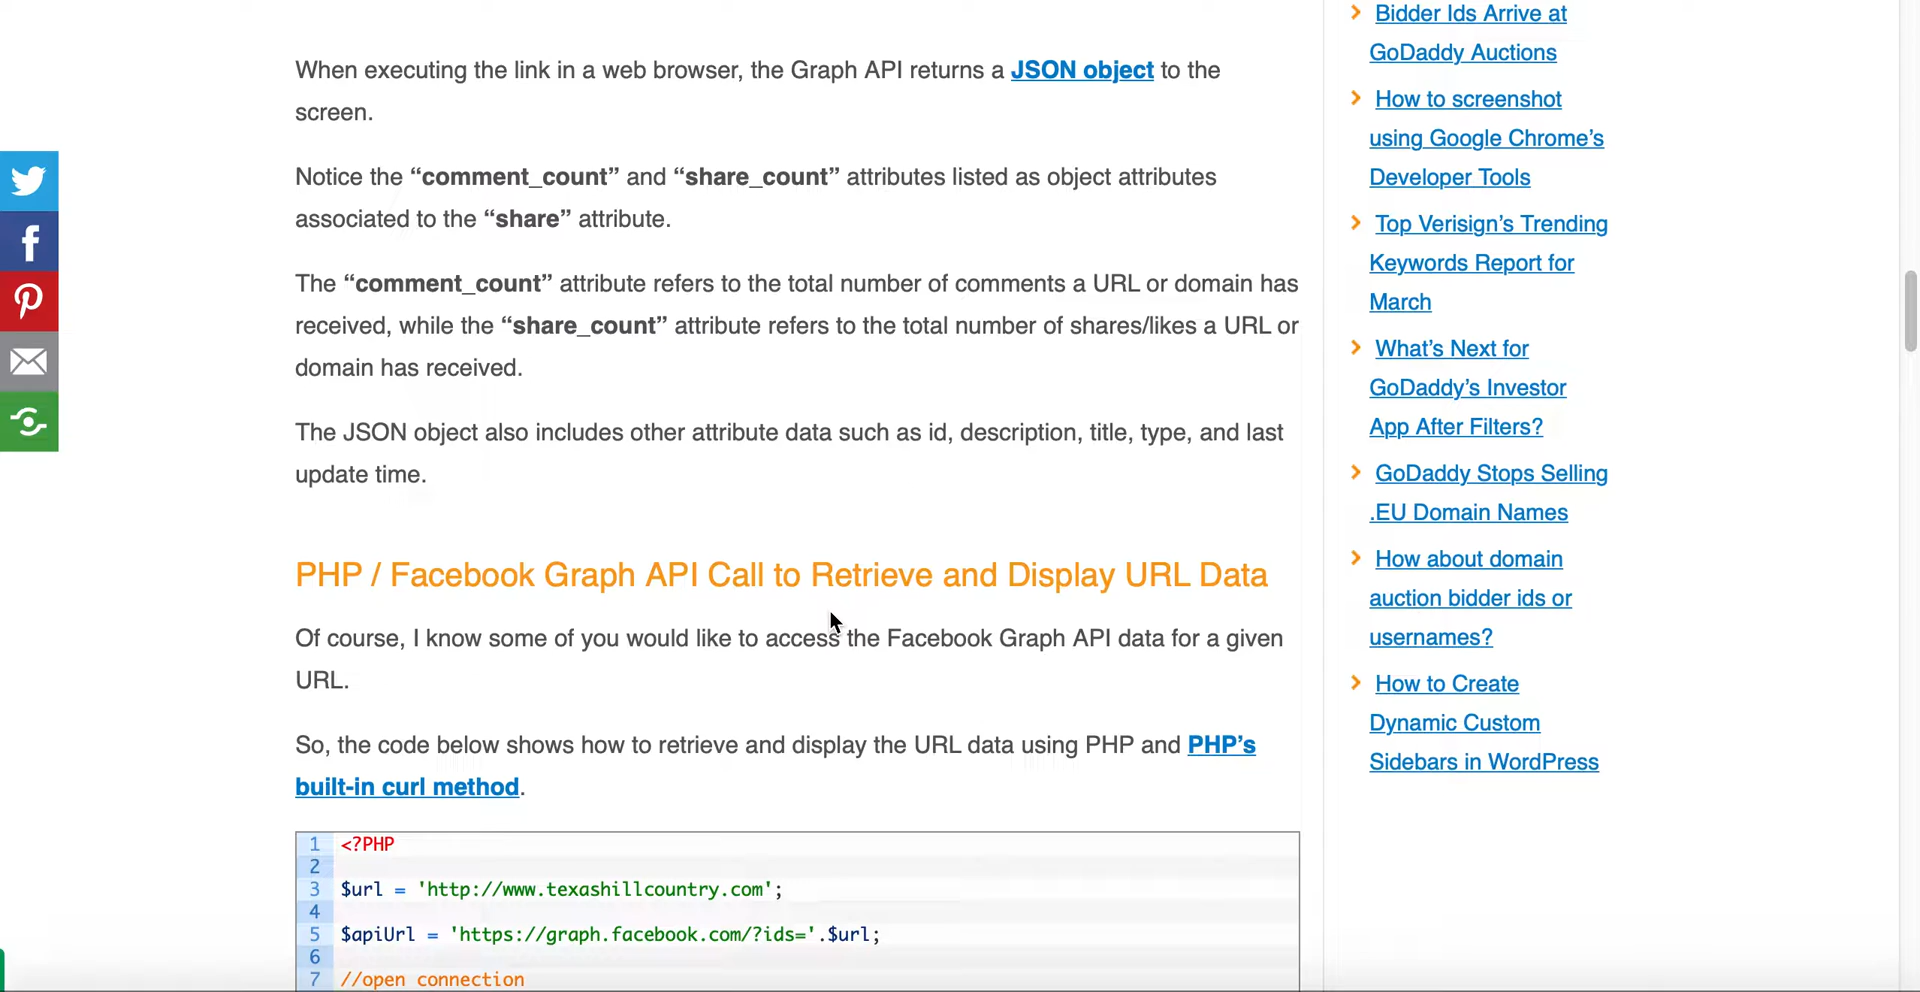 When executing the link in a web browser, the Graph API returns a JSON object to the
screen.
Notice the “comment_count” and “share_count” attributes listed as object attributes
associated to the “share” attribute.
The “comment_count” attribute refers to the total number of comments a URL or domain has
received, while the “share_count” attribute refers to the total number of shares/likes a URL or
domain has received.
The JSON object also includes other attribute data such as id, description, title, type, and last
update time.
PHP / Facebook Graph API Call to Retrieve and Display URL Data
Of course, I know some of you would like to access the Facebook Graph API data for a given
URL.
So, the code below shows how to retrieve and display the URL data using PHP and PHP’s
built-in curl method.
1 <?PHP
2
3 $url = 'http://www.texashillcountry.com';
4
5 $apiUrl = 'https://graph.facebook.com/?ids='.$url;
6
7 //open connection
Bidder Ids Arrive at
GoDaddy Auctions
How to screenshot
using Google Chrome’s
Developer Tools
Top Verisign’s Trending
Keywords Report for
March
What’s Next for
GoDaddy’s Investor
App After Filters?
GoDaddy Stops Selling
.EU Domain Names
How about domain
auction bidder ids or
usernames?
How to Create
Dynamic Custom
Sidebars in WordPress